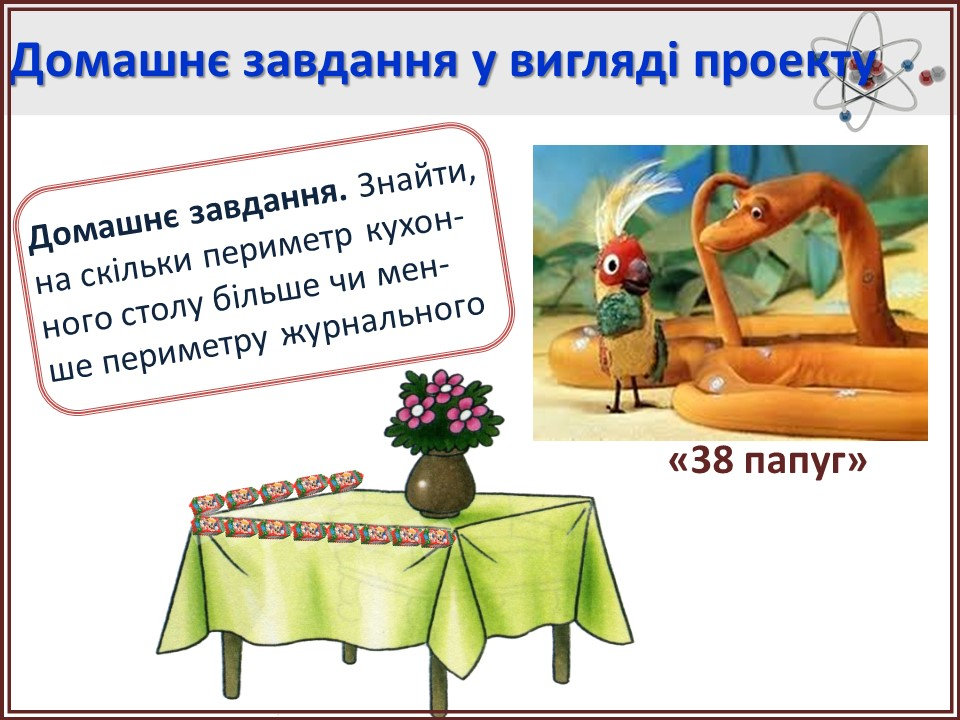 Домашнє завдання у вигляді проекту
Домашнє завдання. Знайти,
на скільки периметр кухон-
ного столу більше чи мен-
ше периметру журнального
«38 папуг»